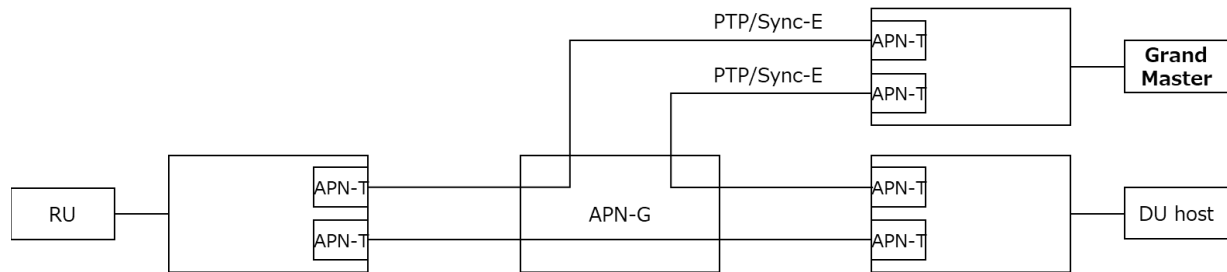 PTP/Sync-E
APN-T
PTP/Sync-E
APN-T
Grand
Master
APN-T
APN-T
RU
APN-G
DU host
APN-T
APN-T